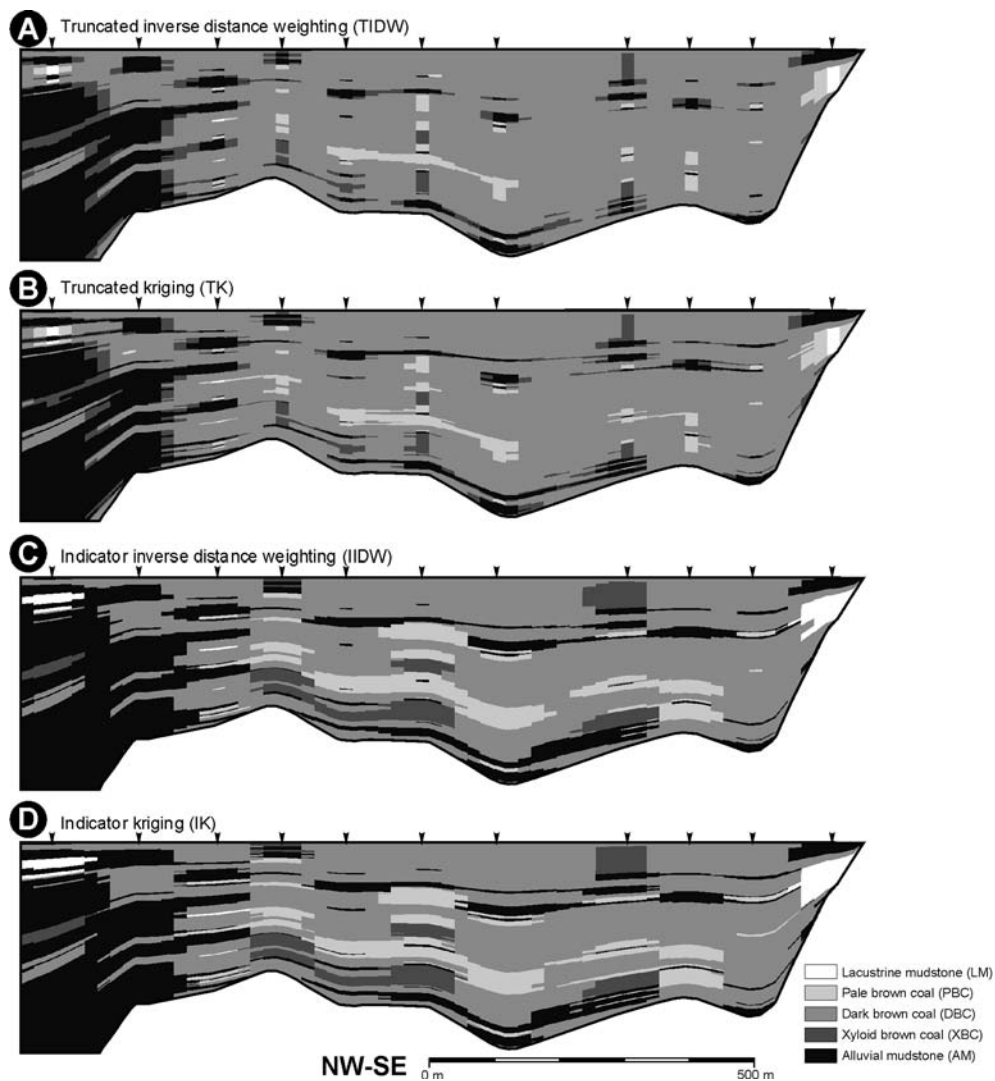 A Truncated inverse distance weighting (TIDW)
B Truncated kriging (TK)
C Indicator inverse distance weighting (IIDW)
D Indicator kriging (IK)
Lacustrine mudstone (LM)
Pale brown coal (PBC)
Dark brown coal (DBC)
Xyloid brown coal (XBC)
Alluvial mudstone (AM)
NW-SE
0 m 500 m